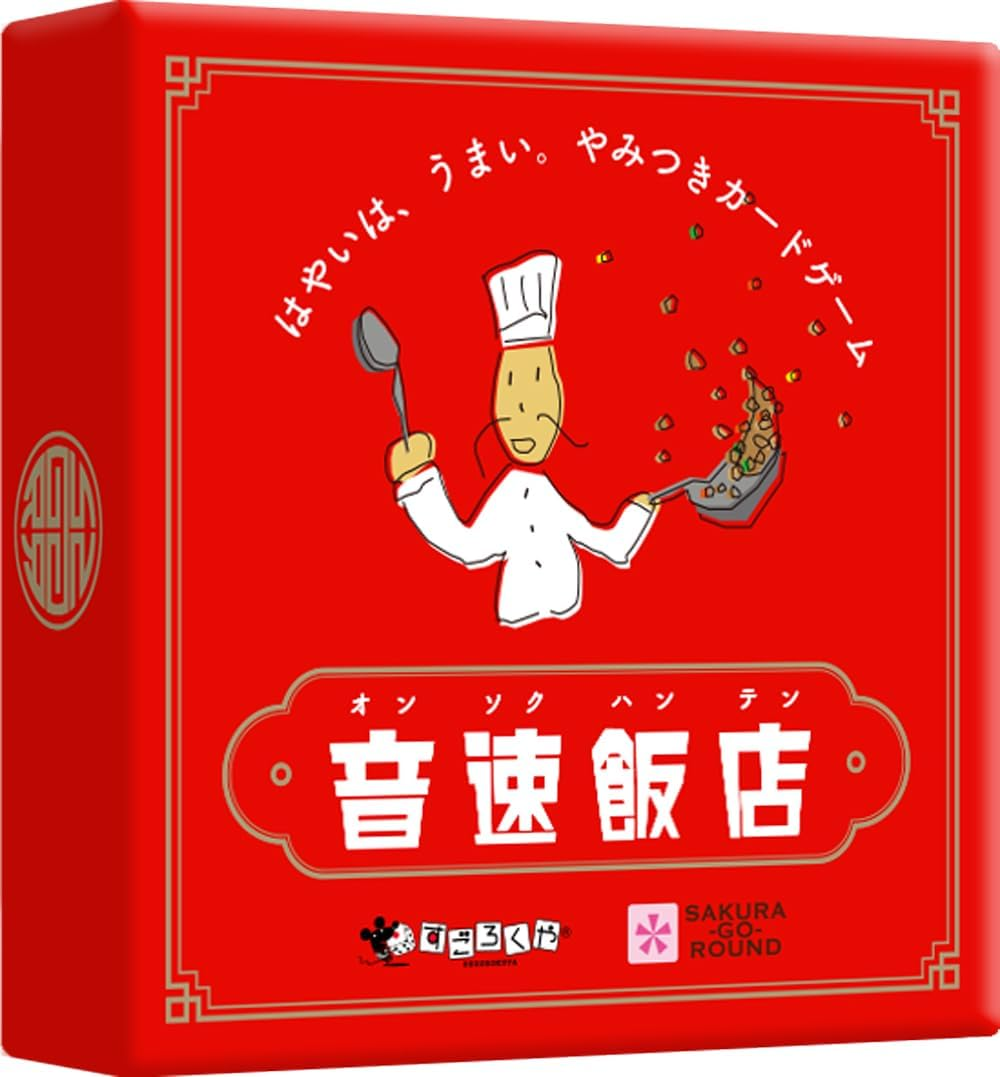 はやいは、うまい。やみつきカードゲーム
オンソクハンテン
音速飯店
すごろくや®
SUGOROKUYA
SAKURA
-GO-
ROUND